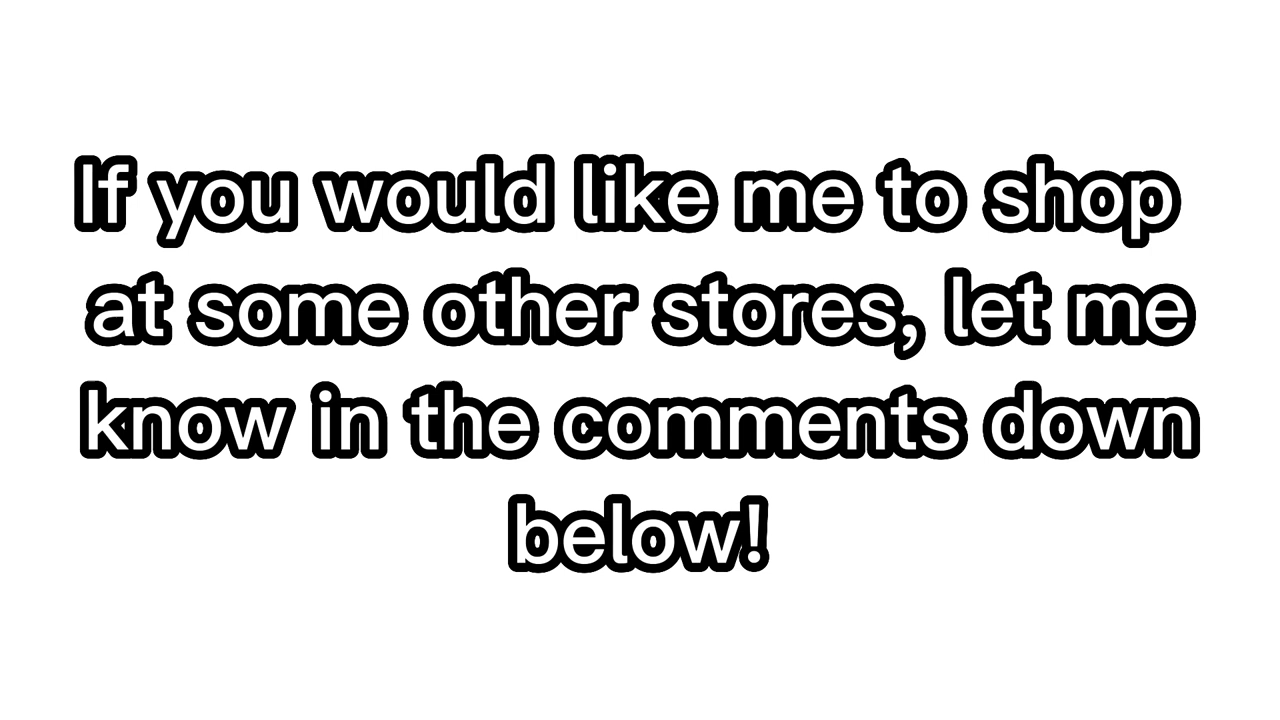 If you would like me to shop
at some other stores, let me
know in the comments down
below!